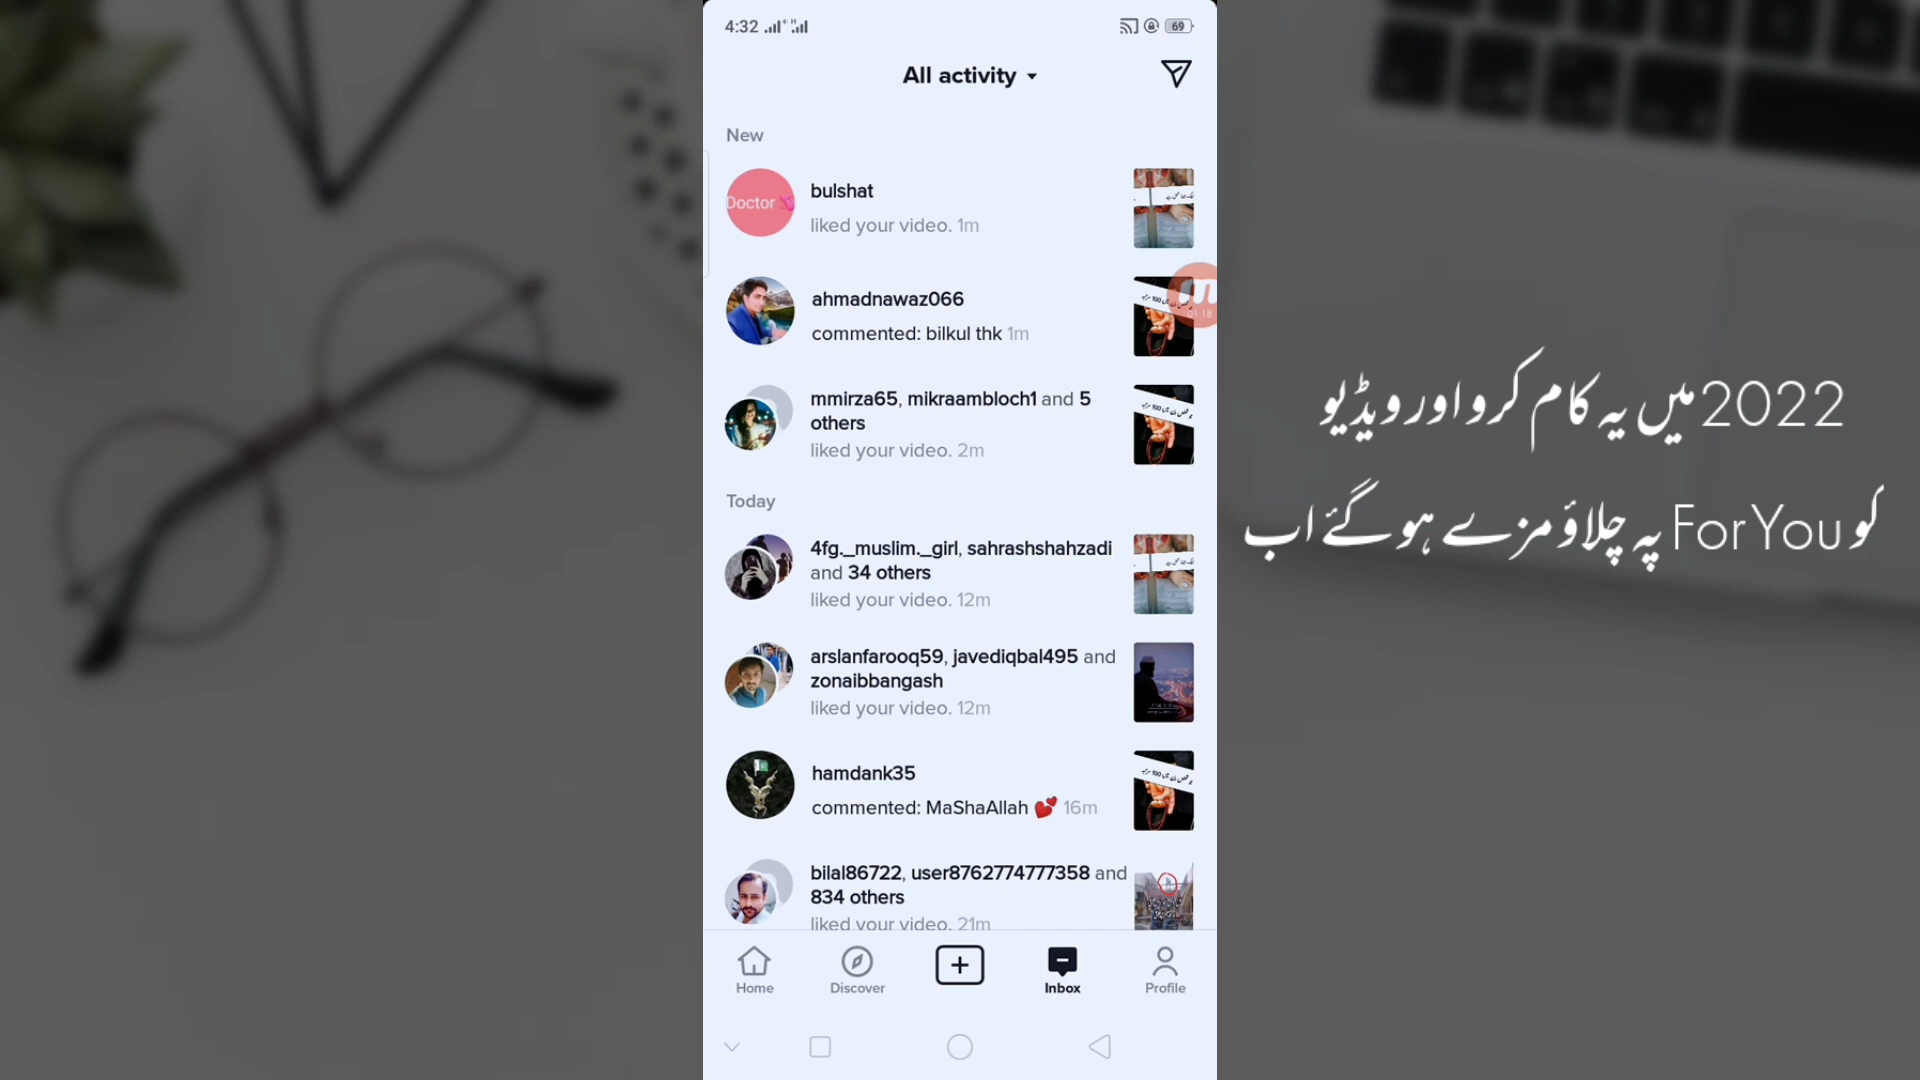 4:32
69
All activity
New
Doctor
bulshat
liked your video. 1m
ahmadnawaz066
commented: bilkul thk 1m
01:18
mmirza65, mikraambloch1 and 5
others
liked your video. 2m
Today
4fg._muslim._girl, sahrashshahzadi
and 34 others
liked your video. 12m
arslanfarooq59, javediqbal495 and
zonaibbangash
liked your video. 12m
hamdank35
commented: MaShaAllah 💕 16m
bilal86722, user8762774777358 and
834 others
liked your video. 21m
Home
Discover
Inbox
Profile
2022 میں یہ کام کرو اور ویڈیو
کو For You پہ چلاؤ مزے ہو گئے اب